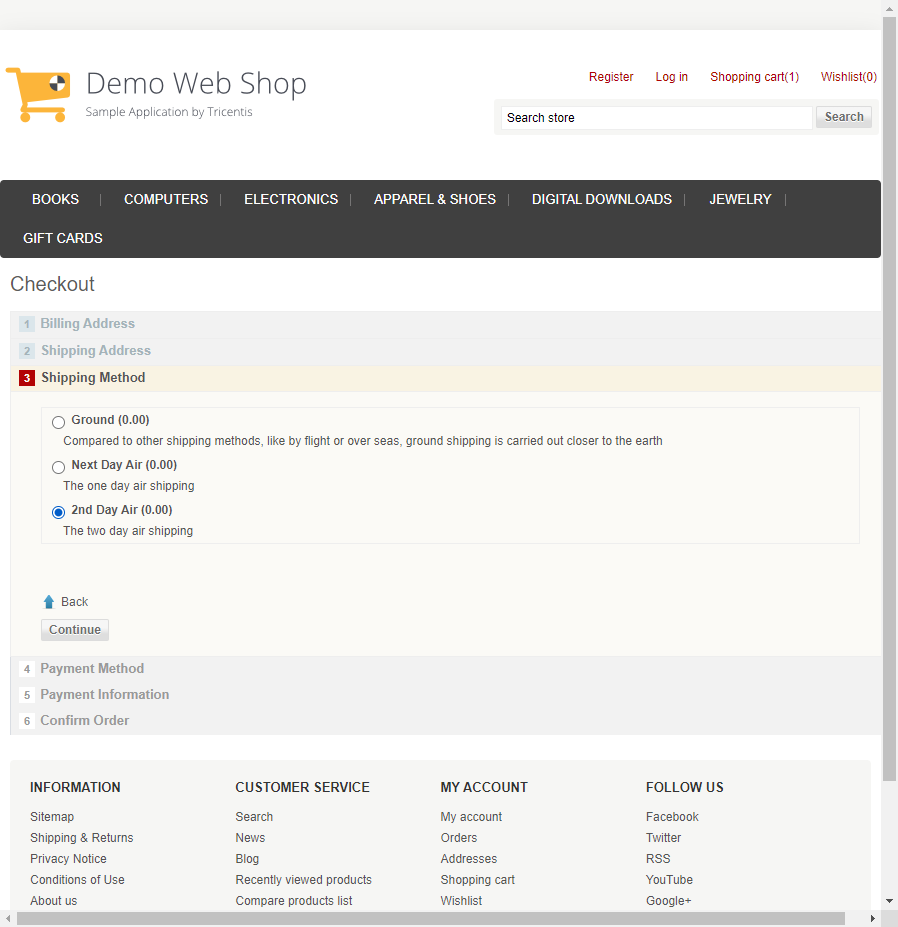 Demo Web Shop
Sample Application by Tricentis
Register Log in Shopping cart(1) Wishlist(0)
Search store Search
BOOKS COMPUTERS ELECTRONICS APPAREL & SHOES DIGITAL DOWNLOADS JEWELRY
GIFT CARDS
Checkout
1 Billing Address
2 Shipping Address
3 Shipping Method
Ground (0.00)
Compared to other shipping methods, like by flight or over seas, ground shipping is carried out closer to the earth
Next Day Air (0.00)
The one day air shipping
2nd Day Air (0.00)
The two day air shipping
Back
Continue
4 Payment Method
5 Payment Information
6 Confirm Order
INFORMATION CUSTOMER SERVICE MY ACCOUNT FOLLOW US
Sitemap Search My account Facebook
Shipping & Returns News Orders Twitter
Privacy Notice Blog Addresses RSS
Conditions of Use Recently viewed products Shopping cart YouTube
About us Compare products list Wishlist Google+